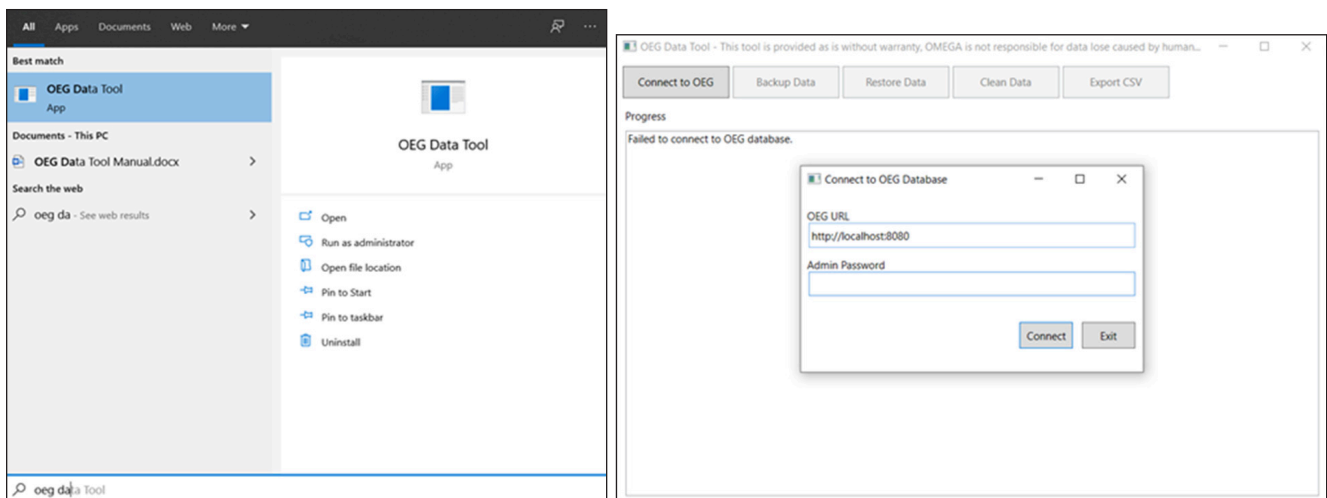 All Apps Documents Web More
Best match
OEG Data Tool
App
Documents - This PC
OEG Data Tool Manual.docx
Search the web
oeg da - See web results
OEG Data Tool
App
Open
Run as administrator
Open file location
Pin to Start
Pin to taskbar
Uninstall
oeg data Tool
OEG Data Tool - This tool is provided as is without warranty, OMEGA is not responsible for data lose caused by human...
Connect to OEG Backup Data Restore Data Clean Data Export CSV
Progress
Failed to connect to OEG database.
Connect to OEG Database
OEG URL
http://localhost:8080
Admin Password
Connect Exit